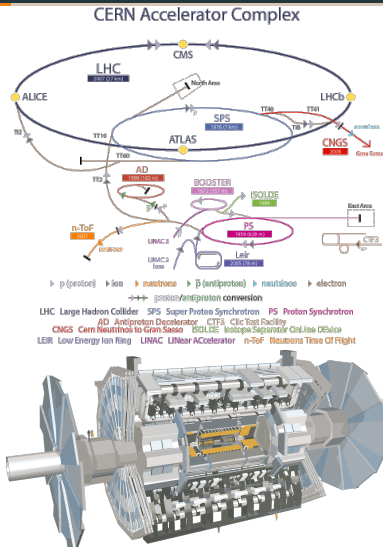 CERN Accelerator Complex
CMS
LHC
2007 (27 km)
North Area
ALICE
LHCb
SPS
1976 (7 km)
TT40
TT41
TI8
TI2
TT10
ATLAS
CNGS
2006
Gran Sasso
TT60
AD
1999 (182 m)
TT2
BOOSTER
1972 (157 m)
ISOLDE
1989
East Area
n-ToF
2001
LINAC 2
PS
1959 (628 m)
CTF3
neutrons
LINAC 3
Ions
Leir
2005 (78 m)
p (proton) ion neutrons p̄ (antiproton) neutrinos electron
proton/antiproton conversion
LHC Large Hadron Collider SPS Super Proton Synchrotron PS Proton Synchrotron
AD Antiproton Decelerator CTF3 Clic Test Facility
CNGS Cern Neutrinos to Gran Sasso ISOLDE Isotope Separator OnLine DEvice
LEIR Low Energy Ion Ring LINAC LINear ACcelerator n-ToF Neutrons Time Of Flight